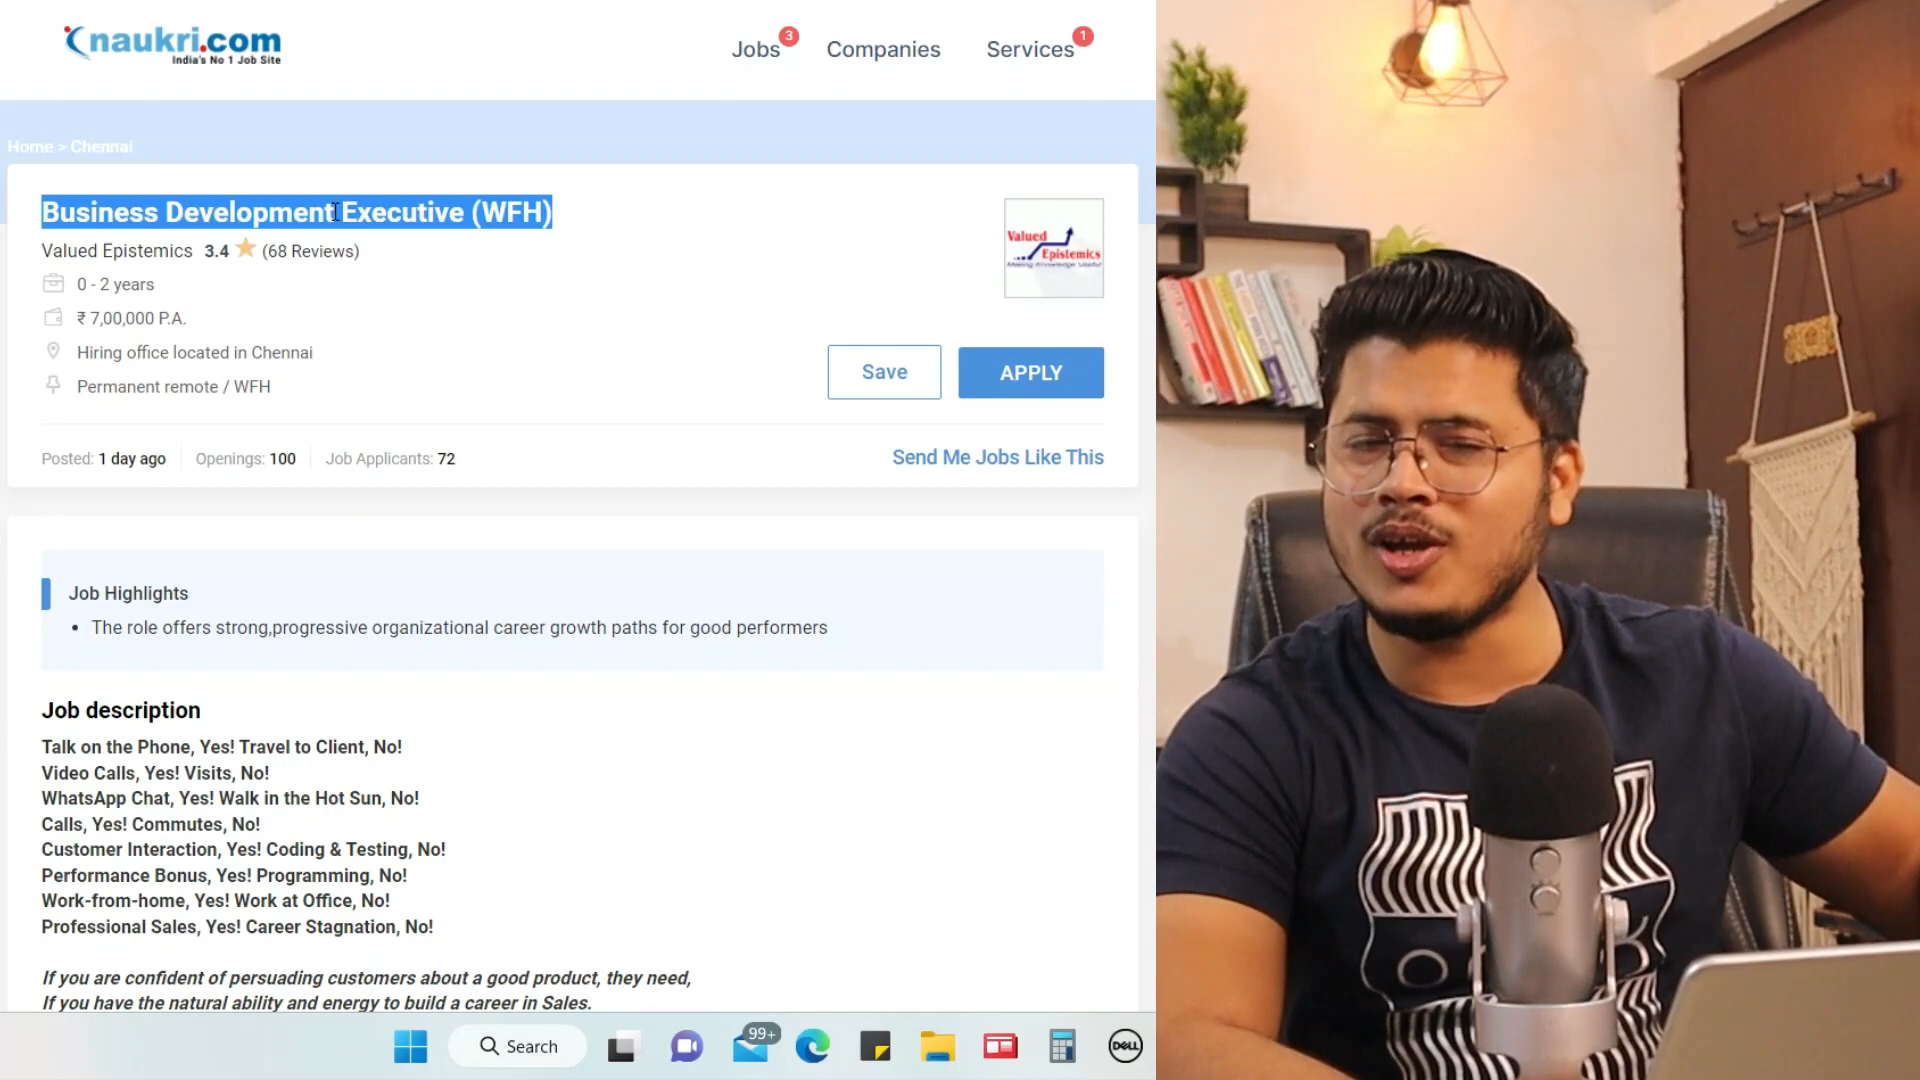 naukri.com
India's No 1 Job Site
Jobs 3
Companies
Services 1
Home > Chennai
Business Development Executive (WFH)
Valued Epistemics 3.4 (68 Reviews)
0 - 2 years
₹ 7,00,000 P.A.
Hiring office located in Chennai
Permanent remote / WFH
Valued
Epistemics
Making Knowledge Useful
Save
APPLY
Posted: 1 day ago
Openings: 100
Job Applicants: 72
Send Me Jobs Like This
Job Highlights
• The role offers strong,progressive organizational career growth paths for good performers
Job description
Talk on the Phone, Yes! Travel to Client, No!
Video Calls, Yes! Visits, No!
WhatsApp Chat, Yes! Walk in the Hot Sun, No!
Calls, Yes! Commutes, No!
Customer Interaction, Yes! Coding & Testing, No!
Performance Bonus, Yes! Programming, No!
Work-from-home, Yes! Work at Office, No!
Professional Sales, Yes! Career Stagnation, No!
If you are confident of persuading customers about a good product, they need,
If you have the natural ability and energy to build a career in Sales.
Search
99+
DELL